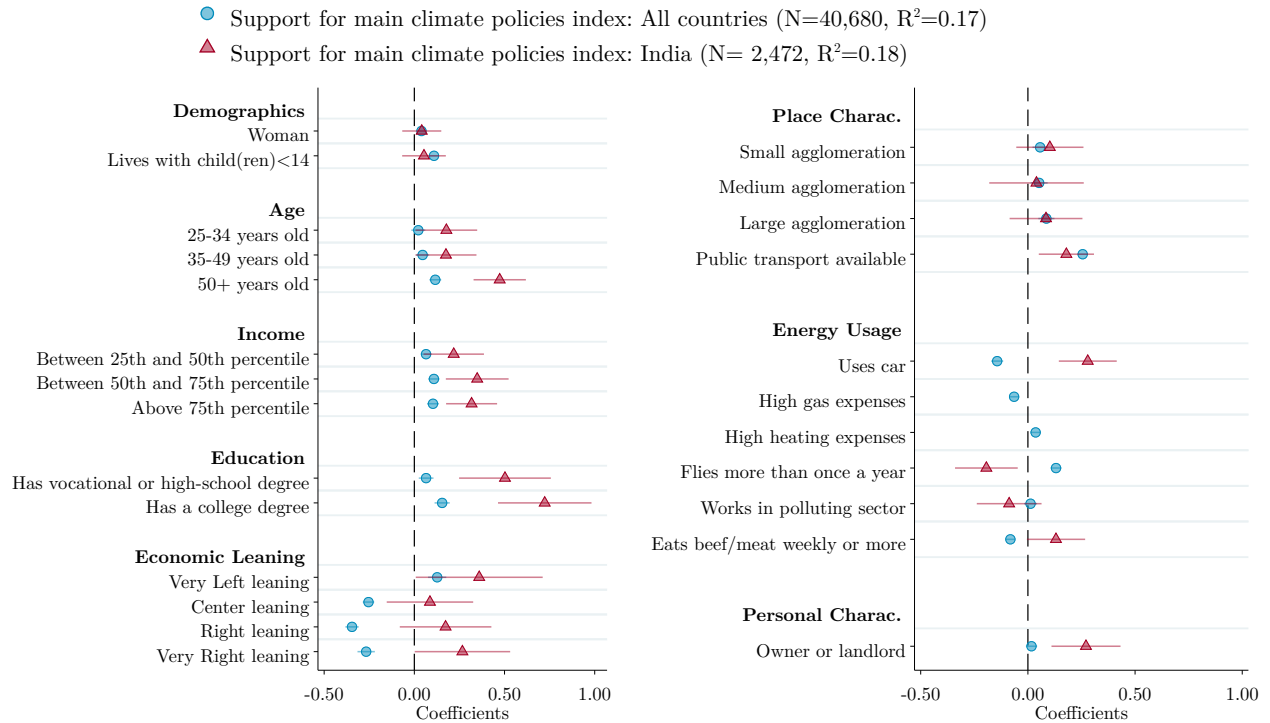 Support for main climate policies index: All countries (N=40,680, R²=0.17)
Support for main climate policies index: India (N= 2,472, R²=0.18)
Demographics
Woman
Lives with child(ren)<14
Age
25-34 years old
35-49 years old
50+ years old
Income
Between 25th and 50th percentile
Between 50th and 75th percentile
Above 75th percentile
Education
Has vocational or high-school degree
Has a college degree
Economic Leaning
Very Left leaning
Center leaning
Right leaning
Very Right leaning
-0.50 0.00 0.50 1.00
Coefficients
Place Charac.
Small agglomeration
Medium agglomeration
Large agglomeration
Public transport available
Energy Usage
Uses car
High gas expenses
High heating expenses
Flies more than once a year
Works in polluting sector
Eats beef/meat weekly or more
Personal Charac.
Owner or landlord
-0.50 0.00 0.50 1.00
Coefficients